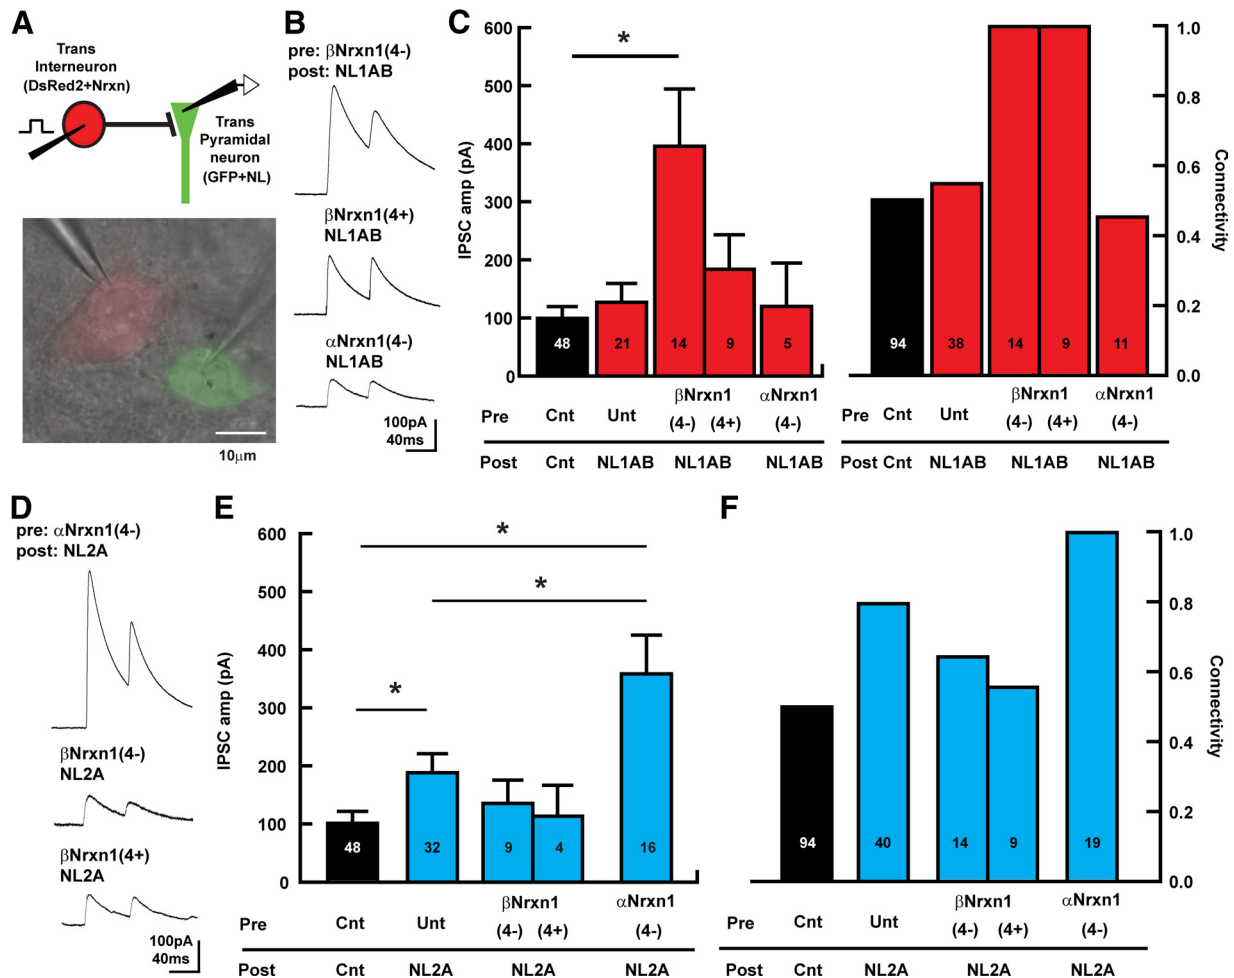 A
Trans
Interneuron
(DsRed2+Nrxn)
Trans
Pyramidal
neuron
(GFP+NL)
10μm
B
pre: βNrxn1(4-)
post: NL1AB
βNrxn1(4+)
NL1AB
αNrxn1(4-)
NL1AB
100pA
40ms
C
600
500
400
300
200
100
0
IPSC amp (pA)
*
48 21 14 9 5
βNrxn1 αNrxn1
Pre Cnt Unt (4-) (4+) (4-)
Post Cnt NL1AB NL1AB NL1AB
1.0
0.8
0.6
0.4
0.2
0.0
Connectivity
94 38 14 9 11
βNrxn1 αNrxn1
Pre Cnt Unt (4-) (4+) (4-)
Post Cnt NL1AB NL1AB NL1AB
D
pre: αNrxn1(4-)
post: NL2A
βNrxn1(4-)
NL2A
βNrxn1(4+)
NL2A
100pA
40ms
E
600
500
400
300
200
100
0
IPSC amp (pA)
*
*
*
48 32 9 4 16
βNrxn1 αNrxn1
Pre Cnt Unt (4-) (4+) (4-)
Post Cnt NL2A NL2A NL2A
F
1.0
0.8
0.6
0.4
0.2
0.0
Connectivity
94 40 14 9 19
βNrxn1 αNrxn1
Pre Cnt Unt (4-) (4+) (4-)
Post Cnt NL2A NL2A NL2A